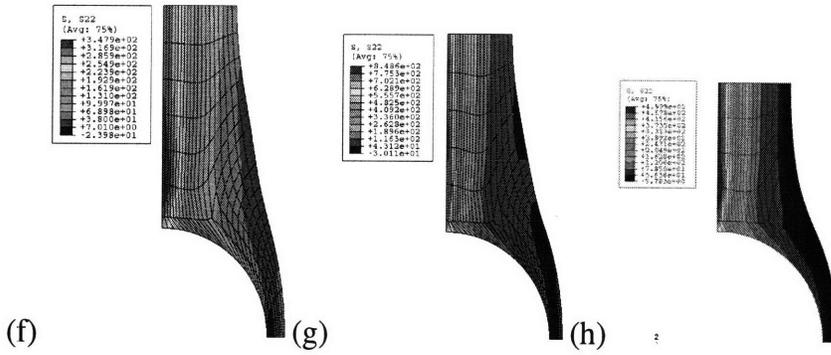 S, S22
(Avg: 75%)
+3.479e+02
+3.169e+02
+2.859e+02
+2.549e+02
+2.239e+02
+1.929e+02
+1.619e+02
+1.310e+02
+9.997e+01
+6.898e+01
+3.800e+01
+7.010e+00
-2.398e+01
S, S22
(Avg: 75%)
+8.486e+02
+7.753e+02
+7.021e+02
+6.289e+02
+5.557e+02
+4.825e+02
+4.092e+02
+3.360e+02
+2.628e+02
+1.896e+02
+1.163e+02
+4.312e+01
-3.011e+01
S, S22
(Avg: 75%)
(f)
(g)
(h)
2